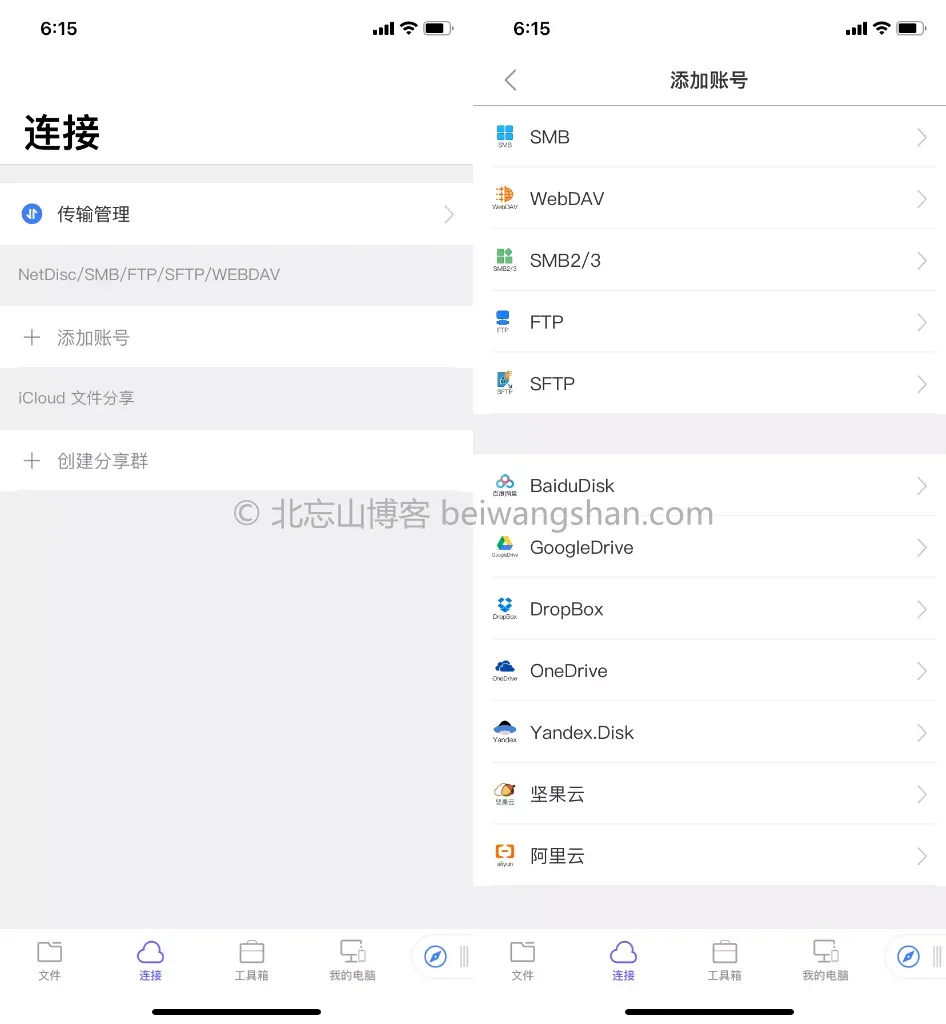 6:15
连接
传输管理
NetDisc/SMB/FTP/SFTP/WEBDAV
添加账号
iCloud 文件分享
创建分享群
文件
连接
工具箱
我的电脑
6:15
添加账号
SMB
SMB
WebDAV
WebDAV
SMB2/3
SMB2/3
FTP
FTP
SFTP
SFTP
百度网盘
BaiduDisk
GoogleDrive
GoogleDrive
DropBox
DropBox
OneDrive
OneDrive
Yandex
Yandex.Disk
坚果云
坚果云
aliyun
阿里云
文件
连接
工具箱
我的电脑
© 北忘山博客 beiwangshan.com